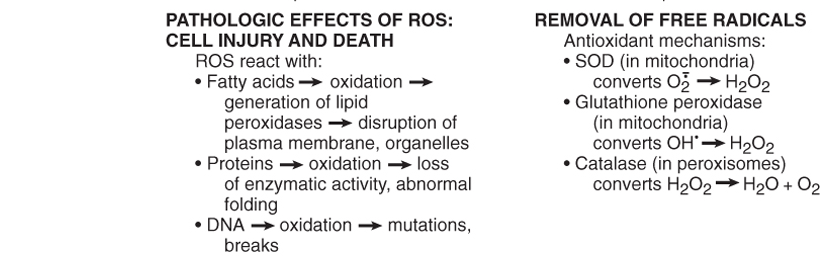 PATHOLOGIC EFFECTS OF ROS:
CELL INJURY AND DEATH
ROS react with:
• Fatty acids → oxidation →
generation of lipid
peroxidases → disruption of
plasma membrane, organelles
• Proteins → oxidation → loss
of enzymatic activity, abnormal
folding
• DNA → oxidation → mutations,
breaks
REMOVAL OF FREE RADICALS
Antioxidant mechanisms:
• SOD (in mitochondria)
converts O₂⁻̇ → H₂O₂
• Glutathione peroxidase
(in mitochondria)
converts OH• → H₂O₂
• Catalase (in peroxisomes)
converts H₂O₂ → H₂O + O₂